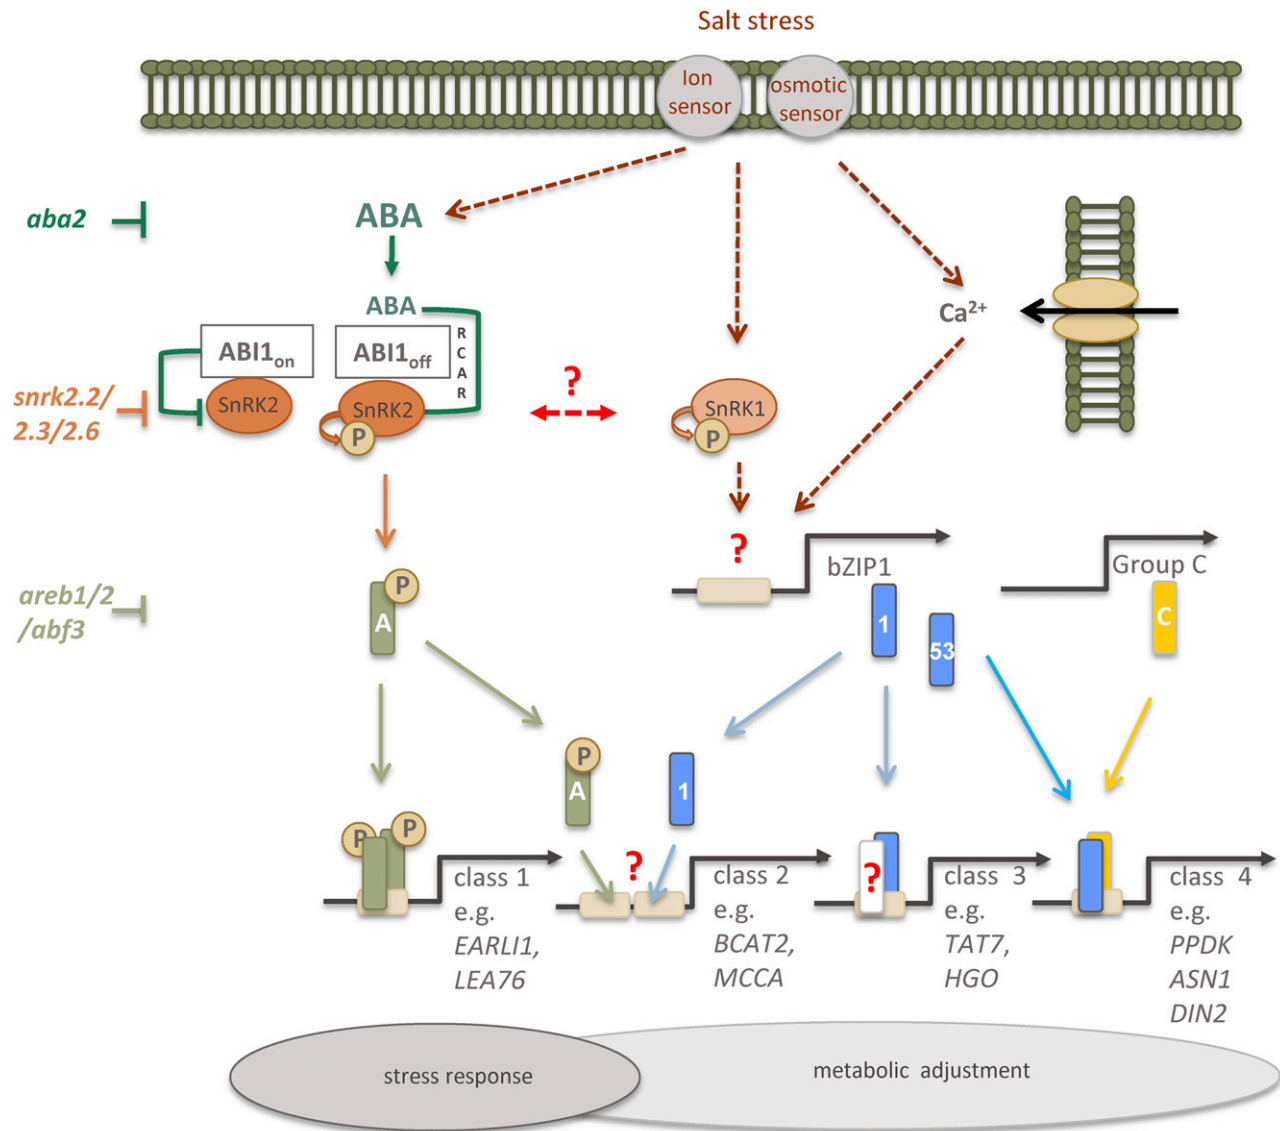 Salt stress
Ion
sensor
osmotic
sensor
aba2
ABA
ABA
Ca²⁺
ABI1on
ABI1off
RCAR
snrk2.2/
2.3/2.6
SnRK2
SnRK2
P
?
SnRK1
P
?
bZIP1
Group C
areb1/2
/abf3
P
A
1
53
C
P
A
1
P
P
?
?
class 1
e.g.
EARLI1,
LEA76
class 2
e.g.
BCAT2,
MCCA
class 3
e.g.
TAT7,
HGO
class 4
e.g.
PPDK
ASN1
DIN2
stress response
metabolic adjustment